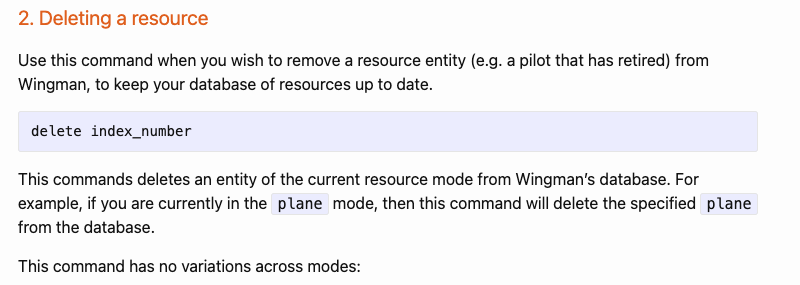 2. Deleting a resource
Use this command when you wish to remove a resource entity (e.g. a pilot that has retired) from
Wingman, to keep your database of resources up to date.
delete index_number
This commands deletes an entity of the current resource mode from Wingman’s database. For
example, if you are currently in the plane mode, then this command will delete the specified plane
from the database.
This command has no variations across modes: